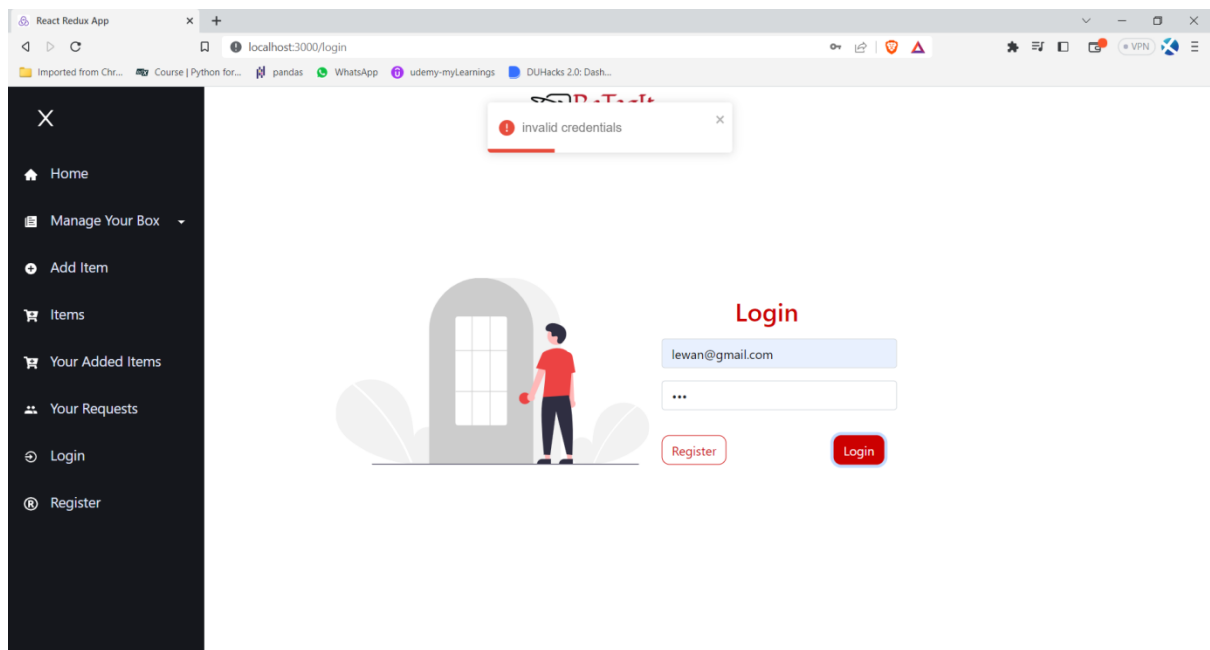 React Redux App
localhost:3000/login
VPN
Imported from Chr... Course | Python for... pandas WhatsApp udemy-myLearnings DUHacks 2.0: Dash...
X
Home
Manage Your Box
Add Item
Items
Your Added Items
Your Requests
Login
Register
invalid credentials
Login
lewan@gmail.com
•••
Register Login